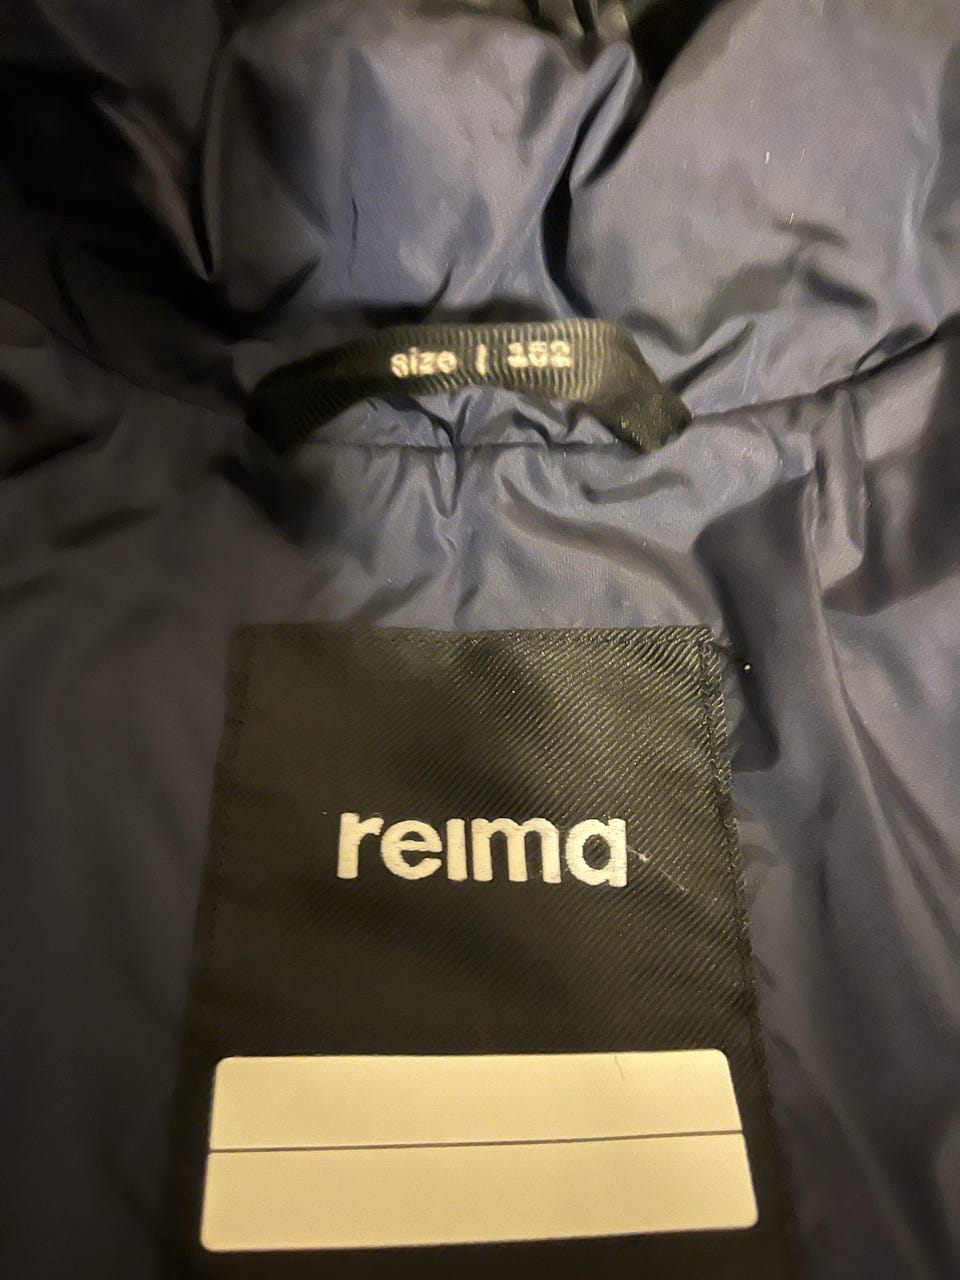 size | 152
reima